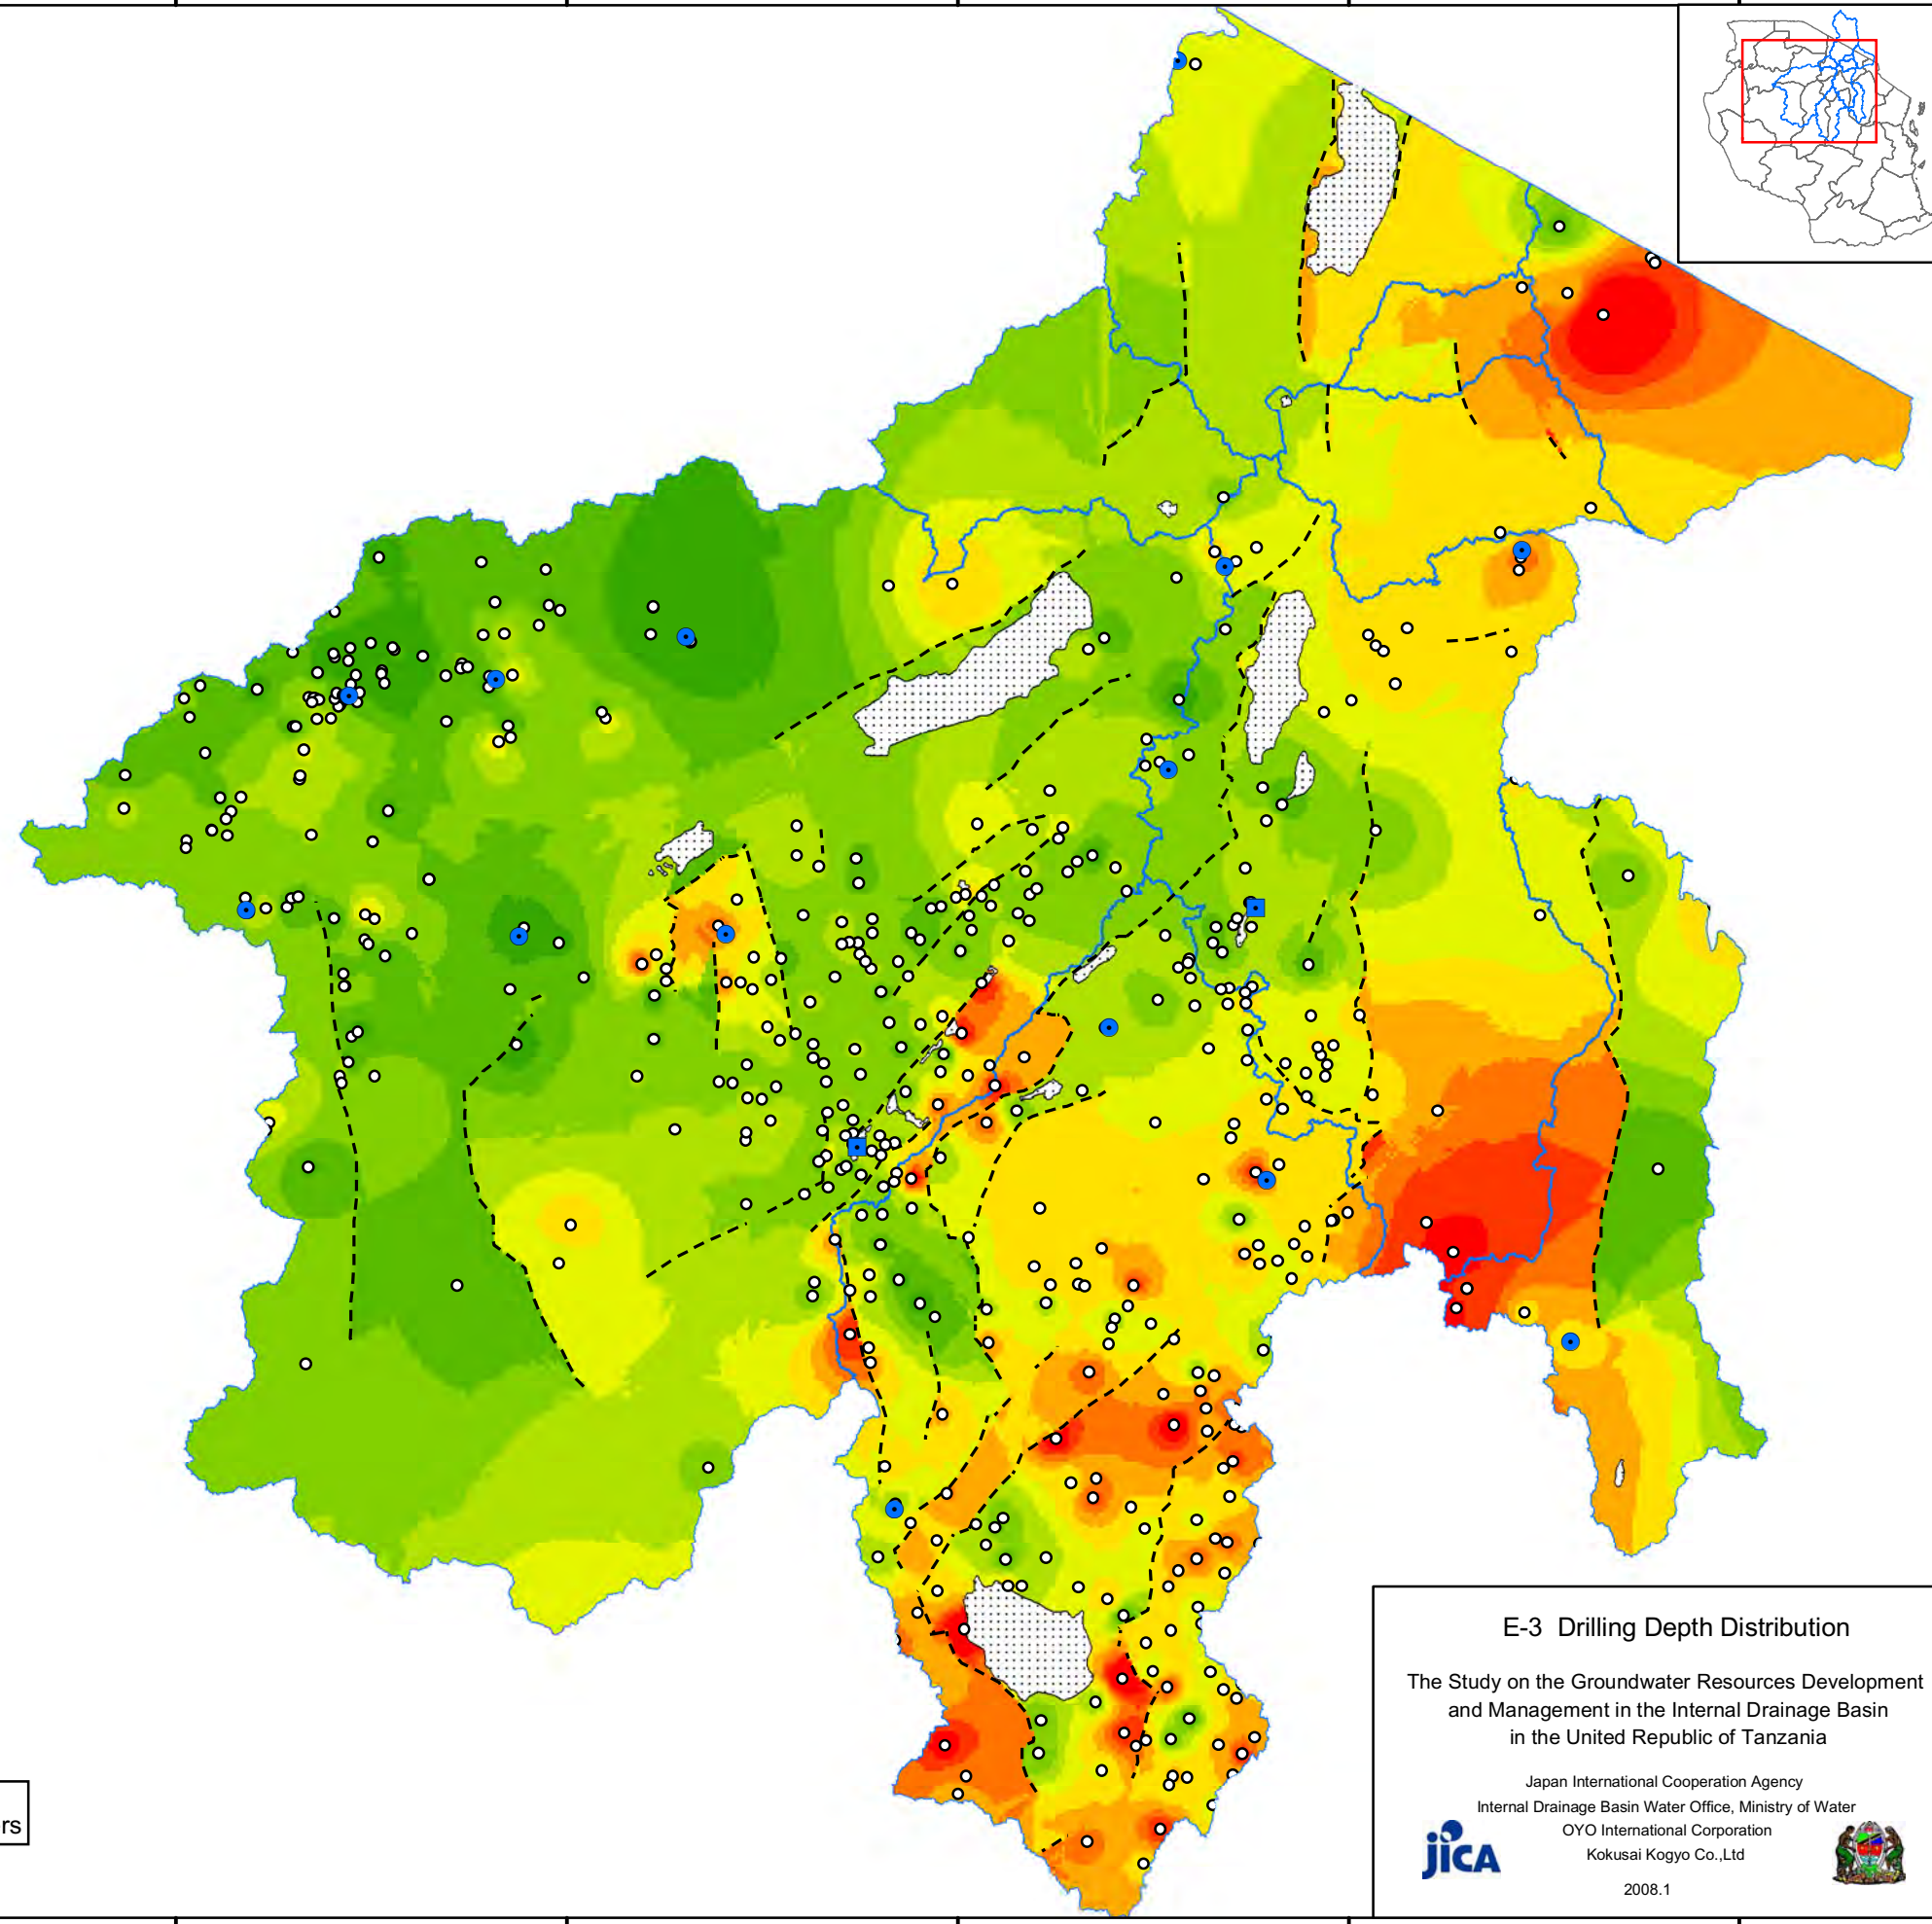 E-3 Drilling Depth Distribution
The Study on the Groundwater Resources Development
and Management in the Internal Drainage Basin
in the United Republic of Tanzania
Japan International Cooperation Agency
Internal Drainage Basin Water Office, Ministry of Water
OYO International Corporation
Kokusai Kogyo Co.,Ltd
jICA
2008.1
rs